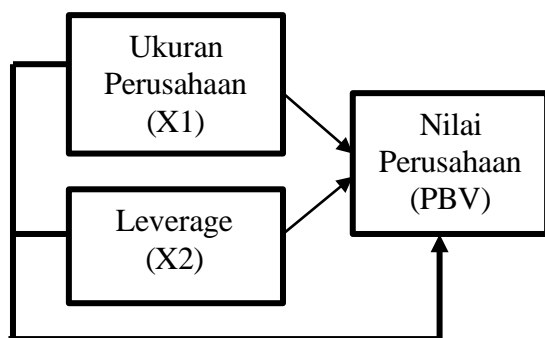 Ukuran
Perusahaan
(X1)
Nilai
Perusahaan
(PBV)
Leverage
(X2)